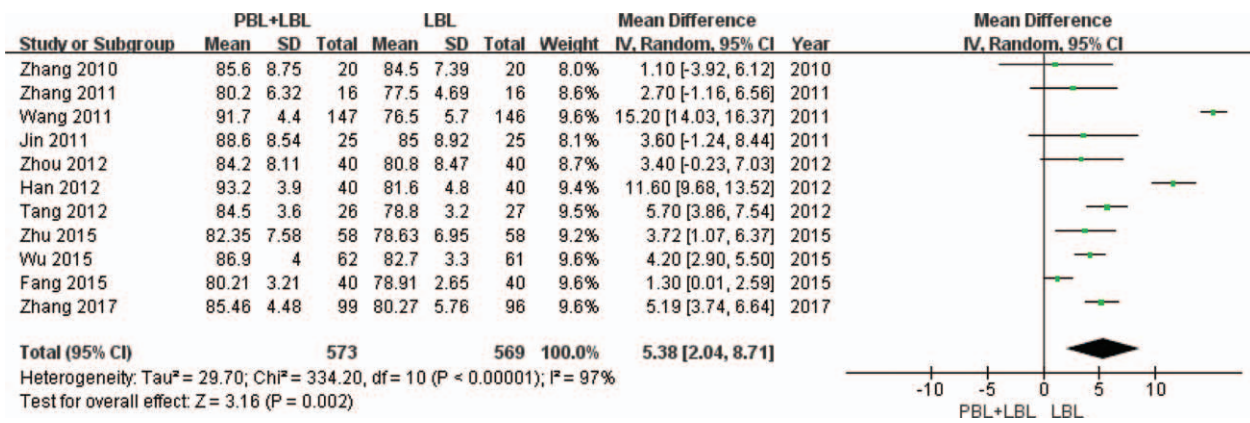 PBL+LBL LBL Mean Difference Mean Difference
Study or Subgroup Mean SD Total Mean SD Total Weight IV, Random, 95% CI Year IV, Random, 95% CI
Zhang 2010 85.6 8.75 20 84.5 7.39 20 8.0% 1.10 [-3.92, 6.12] 2010
Zhang 2011 80.2 6.32 16 77.5 4.69 16 8.6% 2.70 [-1.16, 6.56] 2011
Wang 2011 91.7 4.4 147 76.5 5.7 146 9.6% 15.20 [14.03, 16.37] 2011
Jin 2011 88.6 8.54 25 85 8.92 25 8.1% 3.60 [-1.24, 8.44] 2011
Zhou 2012 84.2 8.11 40 80.8 8.47 40 8.7% 3.40 [-0.23, 7.03] 2012
Han 2012 93.2 3.9 40 81.6 4.8 40 9.4% 11.60 [9.68, 13.52] 2012
Tang 2012 84.5 3.6 26 78.8 3.2 27 9.5% 5.70 [3.86, 7.54] 2012
Zhu 2015 82.35 7.58 58 78.63 6.95 58 9.2% 3.72 [1.07, 6.37] 2015
Wu 2015 86.9 4 62 82.7 3.3 61 9.6% 4.20 [2.90, 5.50] 2015
Fang 2015 80.21 3.21 40 78.91 2.65 40 9.6% 1.30 [0.01, 2.59] 2015
Zhang 2017 85.46 4.48 99 80.27 5.76 96 9.6% 5.19 [3.74, 6.64] 2017
Total (95% CI) 573 569 100.0% 5.38 [2.04, 8.71]
Heterogeneity: Tau² = 29.70; Chi² = 334.20, df = 10 (P < 0.00001); I² = 97%
Test for overall effect: Z = 3.16 (P = 0.002)
-10 -5 0 5 10
PBL+LBL LBL